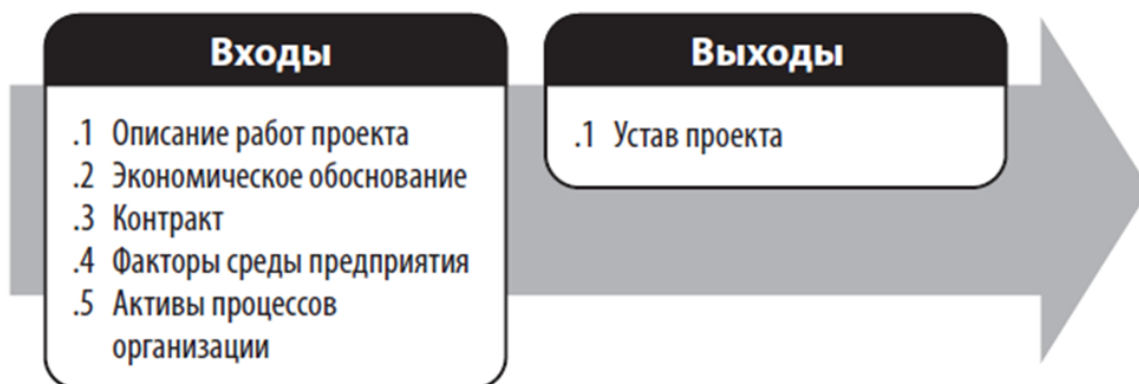 Входы
.1 Описание работ проекта
.2 Экономическое обоснование
.3 Контракт
.4 Факторы среды предприятия
.5 Активы процессов
организации
Выходы
.1 Устав проекта